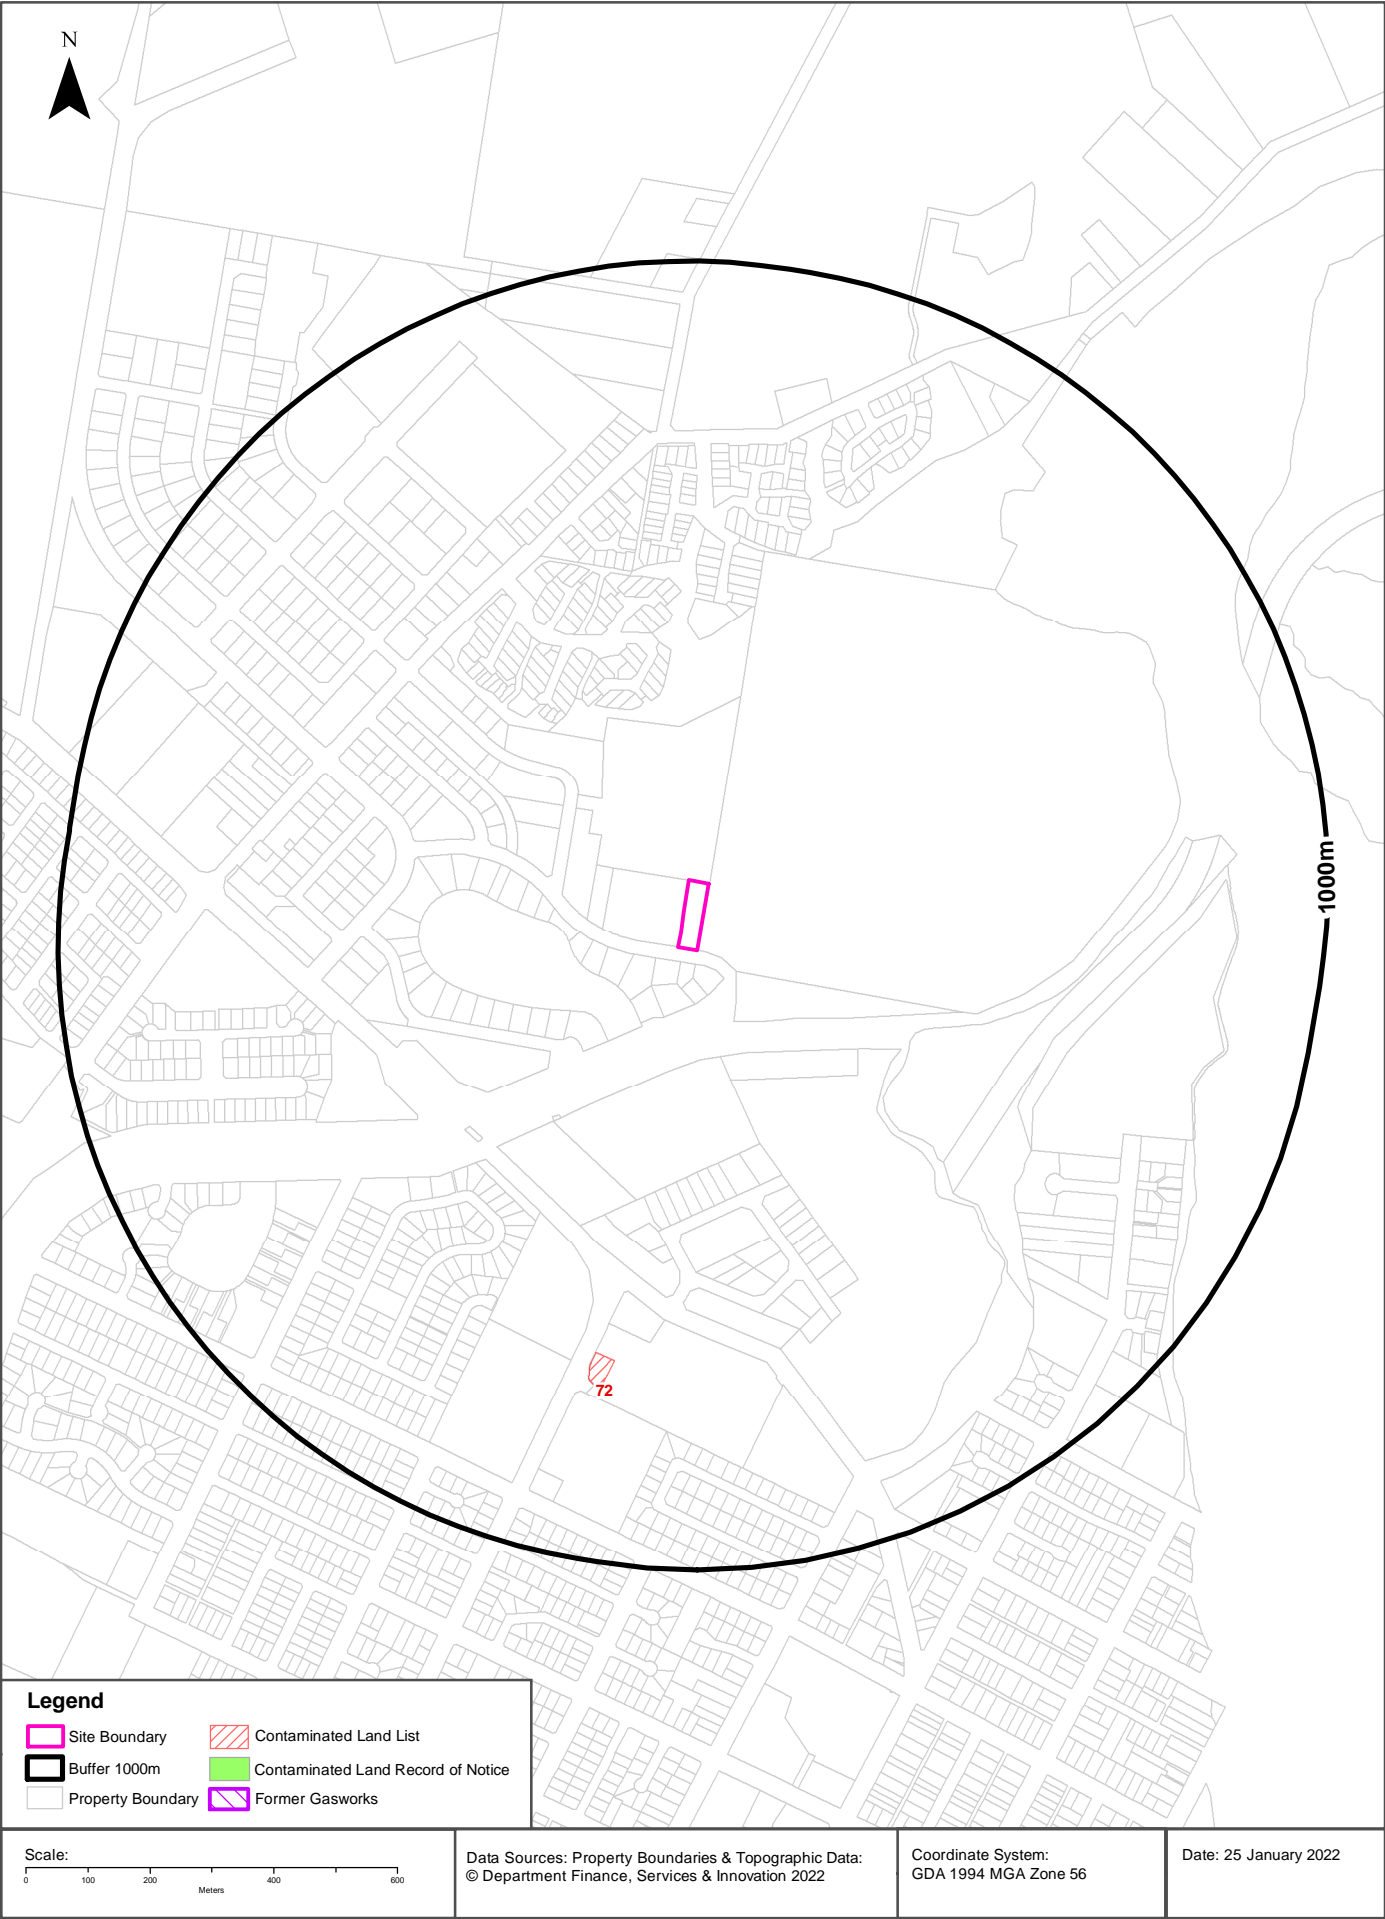 N
1000m
72
Legend
Site Boundary
Buffer 1000m
Property Boundary
Contaminated Land List
Contaminated Land Record of Notice
Former Gasworks
Scale:
0 100 200 400 600
Meters
Data Sources: Property Boundaries & Topographic Data:
© Department Finance, Services & Innovation 2022
Coordinate System:
GDA 1994 MGA Zone 56
Date: 25 January 2022